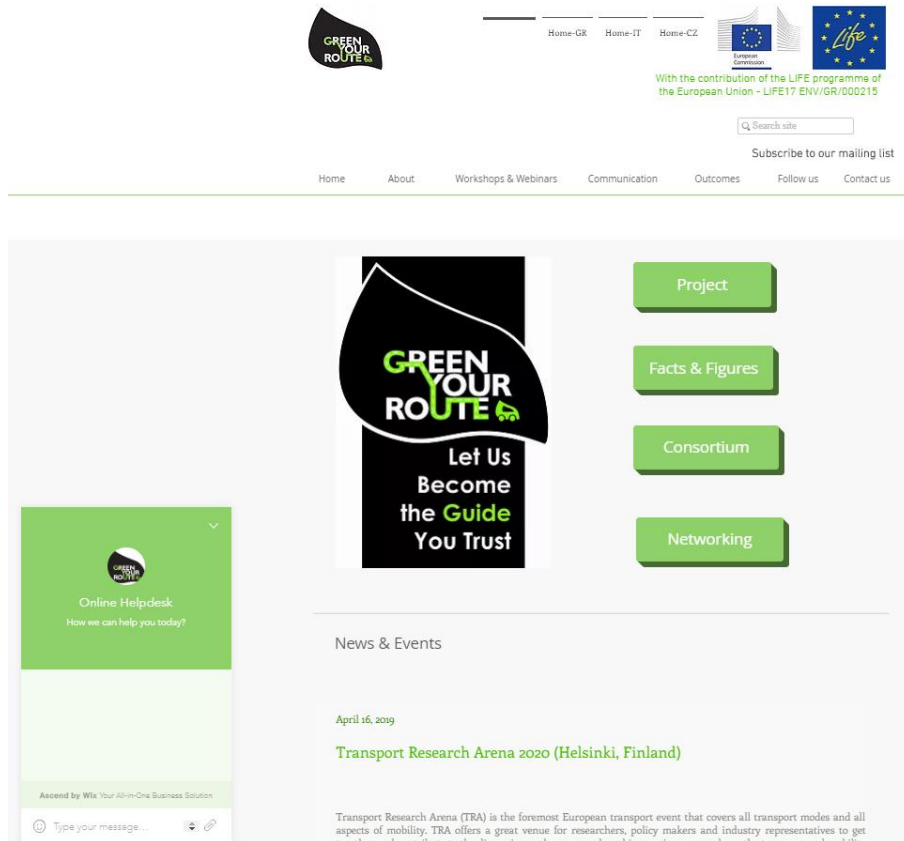 GREEN
YOUR
ROUTE
Home-GR Home-IT Home-CZ
European
Commission
Life
With the contribution of the LIFE programme of
the European Union - LIFE17 ENV/GR/000215
Search site
Subscribe to our mailing list
Home About Workshops & Webinars Communication Outcomes Follow us Contact us
GREEN
YOUR
ROUTE
Let Us
Become
the Guide
You Trust
Project
Facts & Figures
Consortium
Networking
GREEN
YOUR
ROUTE
Online Helpdesk
How we can help you today?
Ascend by Wix Your All-in-One Business Solution
Type your message...
News & Events
April 16, 2019
Transport Research Arena 2020 (Helsinki, Finland)
Transport Research Arena (TRA) is the foremost European transport event that covers all transport modes and all
aspects of mobility. TRA offers a great venue for researchers, policy makers and industry representatives to get